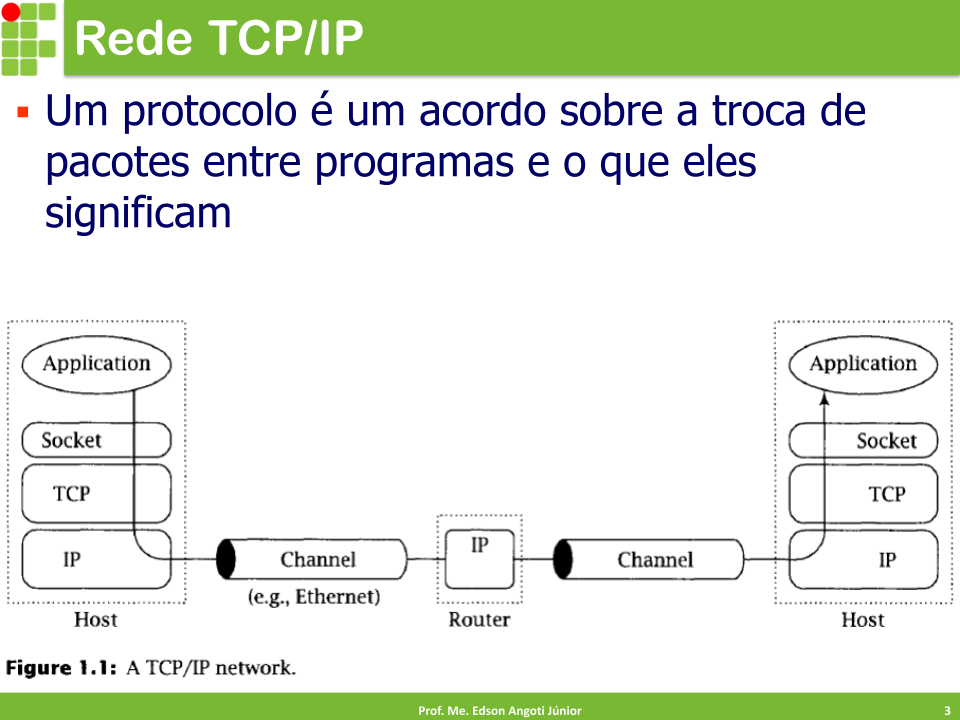 Rede TCP/IP
▪ Um protocolo é um acordo sobre a troca de
pacotes entre programas e o que eles
significam
Application
Socket
TCP
IP
Host
Channel
(e.g., Ethernet)
IP
Router
Channel
Application
Socket
TCP
IP
Host
Figure 1.1: A TCP/IP network.
Prof. Me. Edson Angoti Júnior
3